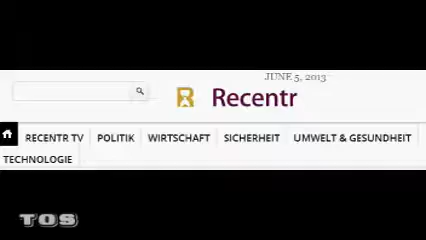 JUNE 5, 2013
Recentr
RECENTR TV POLITIK WIRTSCHAFT SICHERHEIT UMWELT & GESUNDHEIT
TECHNOLOGIE
TOS